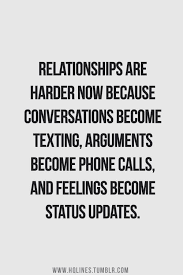 RELATIONSHIPS ARE
HARDER NOW BECAUSE
CONVERSATIONS BECOME
TEXTING, ARGUMENTS
BECOME PHONE CALLS,
AND FEELINGS BECOME
STATUS UPDATES.
WWW.HQLINES.TUMBLR.COM